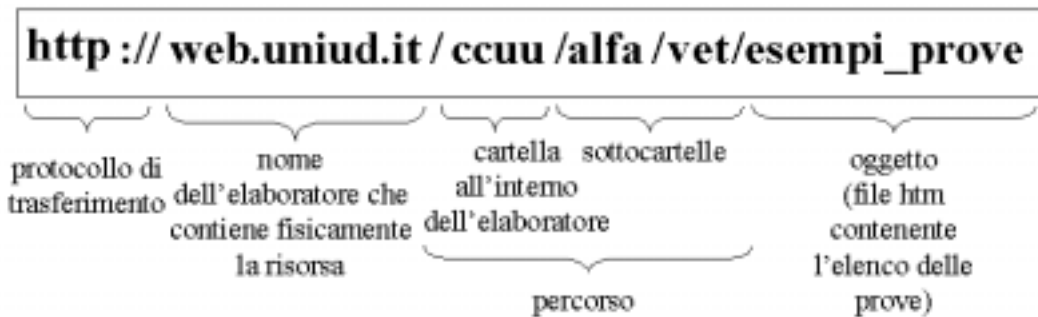 http :// web.uniud.it / ccuu /alfa /vet/esempi_prove
protocollo di
trasferimento
nome
dell'elaboratore che
contiene fisicamente
la risorsa
cartella
all'interno
dell'elaboratore
sottocartelle
percorso
oggetto
(file htm
contenente
l'elenco delle
prove)